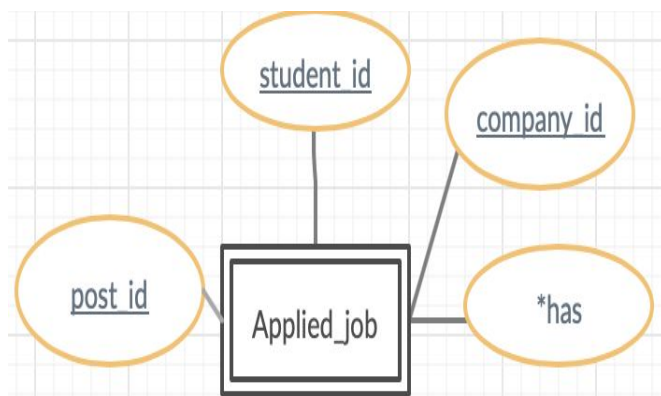 student_id
company_id
post_id
Applied_job
*has